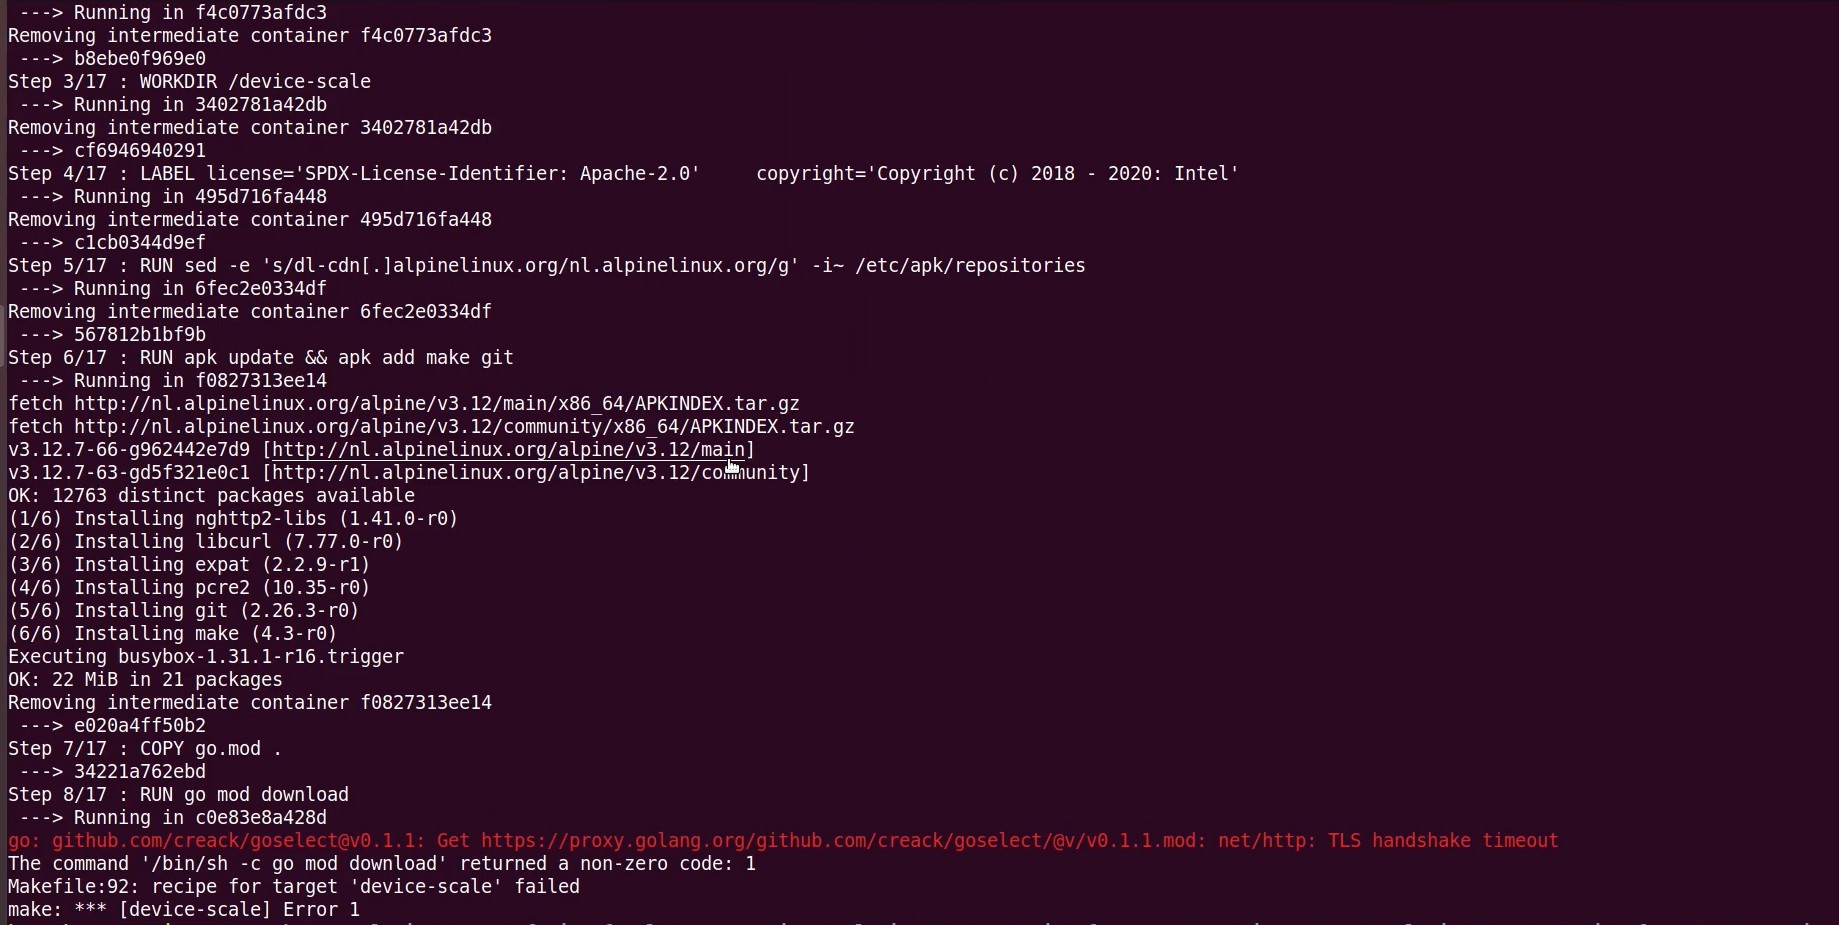 ---> Running in f4c0773afdc3
Removing intermediate container f4c0773afdc3
---> b8ebe0f969e0
Step 3/17 : WORKDIR /device-scale
---> Running in 3402781a42db
Removing intermediate container 3402781a42db
---> cf6946940291
Step 4/17 : LABEL license='SPDX-License-Identifier: Apache-2.0'     copyright='Copyright (c) 2018 - 2020: Intel'
---> Running in 495d716fa448
Removing intermediate container 495d716fa448
---> c1cb0344d9ef
Step 5/17 : RUN sed -e 's/dl-cdn[.]alpinelinux.org/nl.alpinelinux.org/g' -i~ /etc/apk/repositories
---> Running in 6fec2e0334df
Removing intermediate container 6fec2e0334df
---> 567812b1bf9b
Step 6/17 : RUN apk update && apk add make git
---> Running in f0827313ee14
fetch http://nl.alpinelinux.org/alpine/v3.12/main/x86_64/APKINDEX.tar.gz
fetch http://nl.alpinelinux.org/alpine/v3.12/community/x86_64/APKINDEX.tar.gz
v3.12.7-66-g962442e7d9 [http://nl.alpinelinux.org/alpine/v3.12/main]
v3.12.7-63-gd5f321e0c1 [http://nl.alpinelinux.org/alpine/v3.12/community]
OK: 12763 distinct packages available
(1/6) Installing nghttp2-libs (1.41.0-r0)
(2/6) Installing libcurl (7.77.0-r0)
(3/6) Installing expat (2.2.9-r1)
(4/6) Installing pcre2 (10.35-r0)
(5/6) Installing git (2.26.3-r0)
(6/6) Installing make (4.3-r0)
Executing busybox-1.31.1-r16.trigger
OK: 22 MiB in 21 packages
Removing intermediate container f0827313ee14
---> e020a4ff50b2
Step 7/17 : COPY go.mod .
---> 34221a762ebd
Step 8/17 : RUN go mod download
---> Running in c0e83e8a428d
go: github.com/creack/goselect@v0.1.1: Get https://proxy.golang.org/github.com/creack/goselect/@v/v0.1.1.mod: net/http: TLS handshake timeout
The command '/bin/sh -c go mod download' returned a non-zero code: 1
Makefile:92: recipe for target 'device-scale' failed
make: *** [device-scale] Error 1